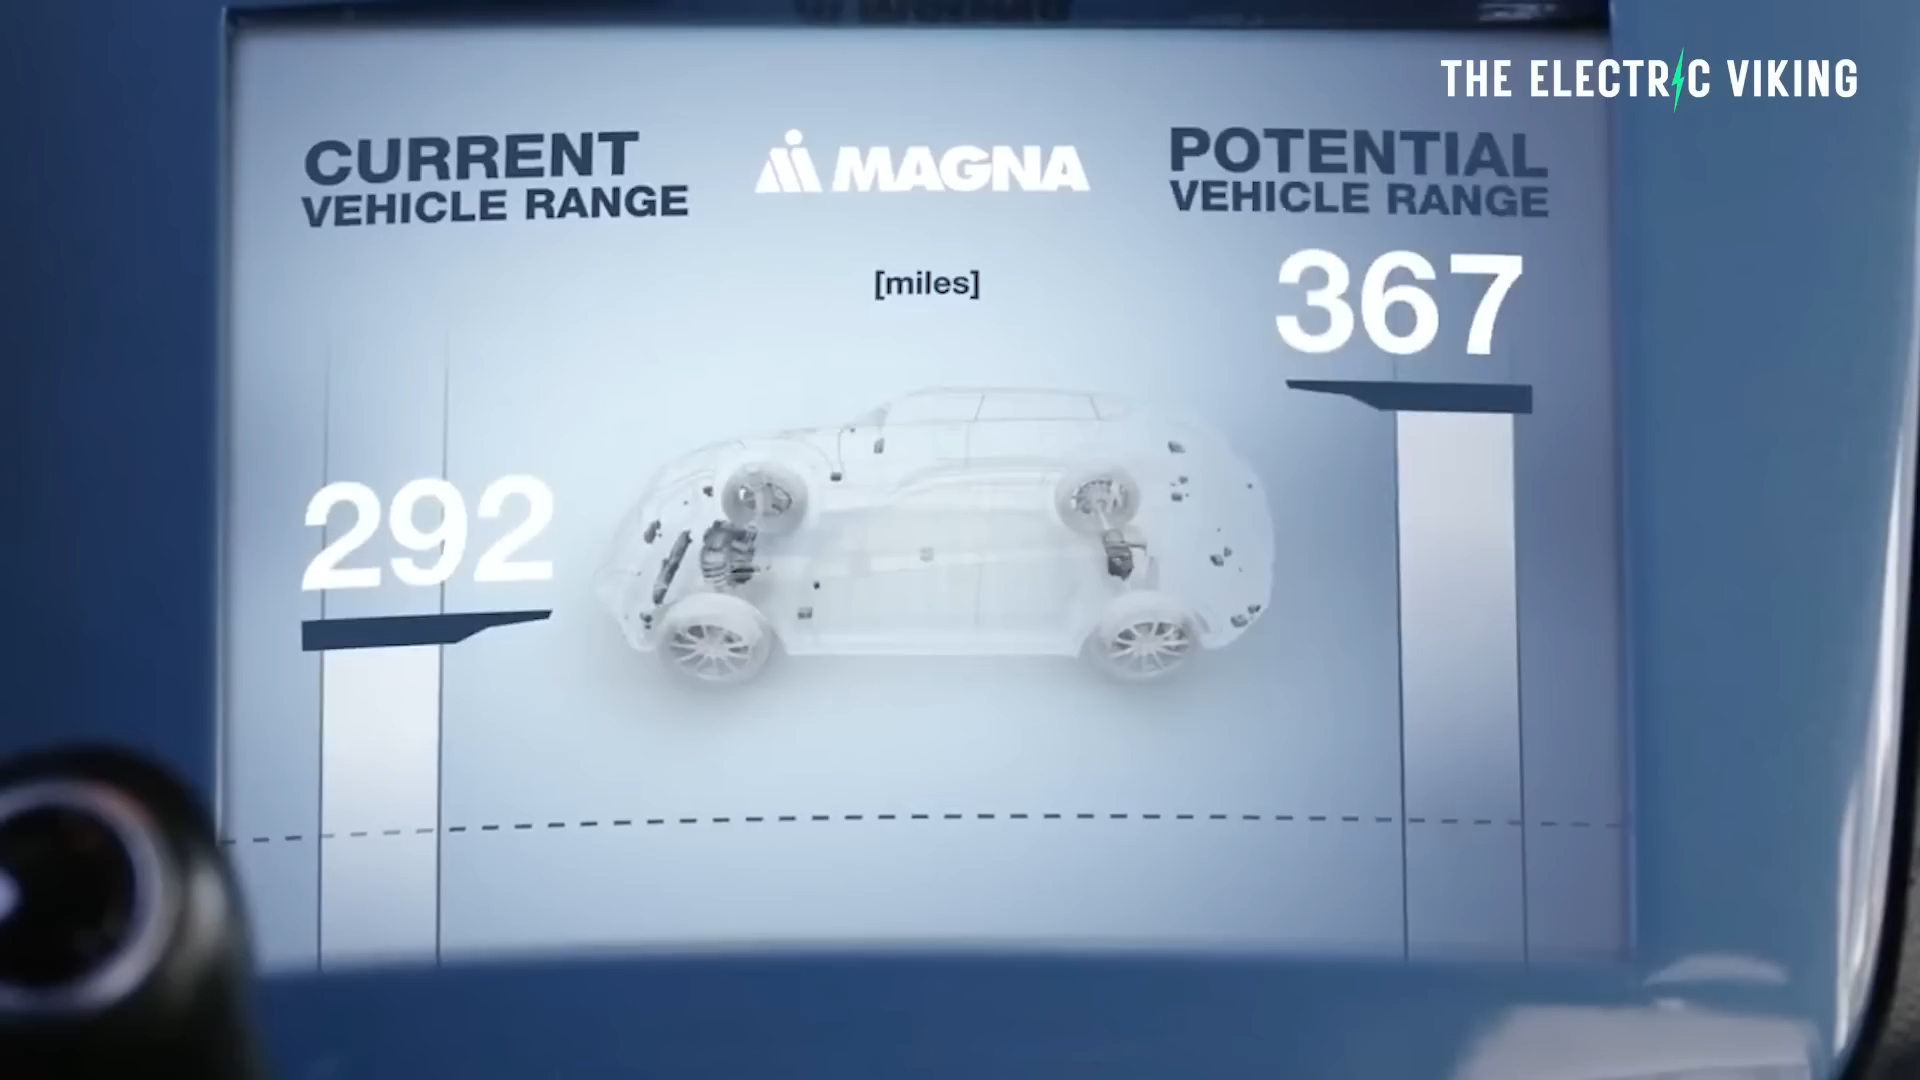 THE ELECTRIC VIKING
CURRENT
VEHICLE RANGE
MAGNA
POTENTIAL
VEHICLE RANGE
[miles]
367
292